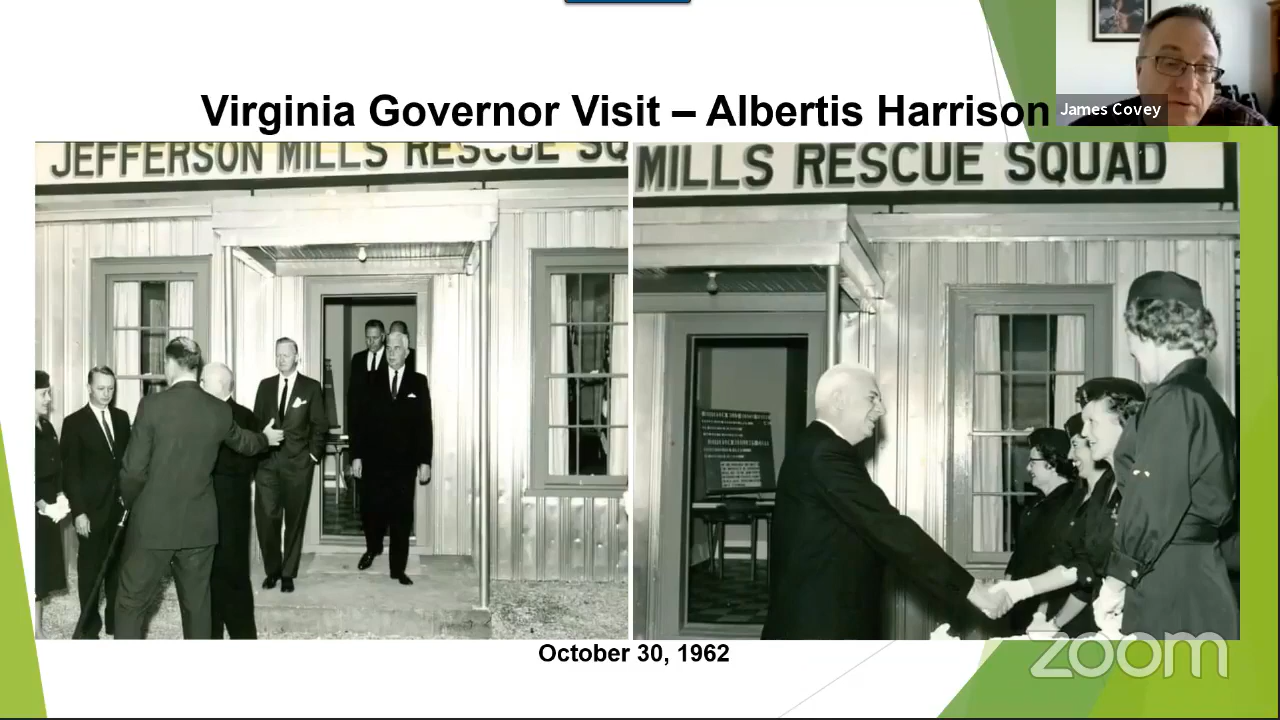 Virginia Governor Visit – Albertis Harrison
James Covey
JEFFERSON MILLS RESCUE SQ
MILLS RESCUE SQUAD
October 30, 1962
zoom